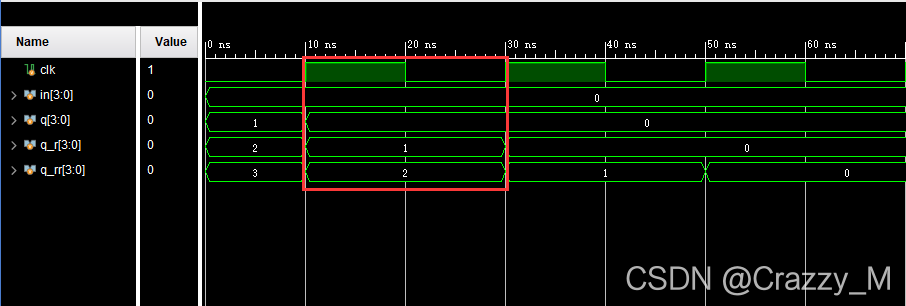 Name Value
0 ns 10 ns 20 ns 30 ns 40 ns 50 ns 60 ns
clk 1
in[3:0] 0 0
q[3:0] 0 1 0
q_r[3:0] 0 2 1 0
q_rr[3:0] 0 3 2 1 0
CSDN @Crazzy_M